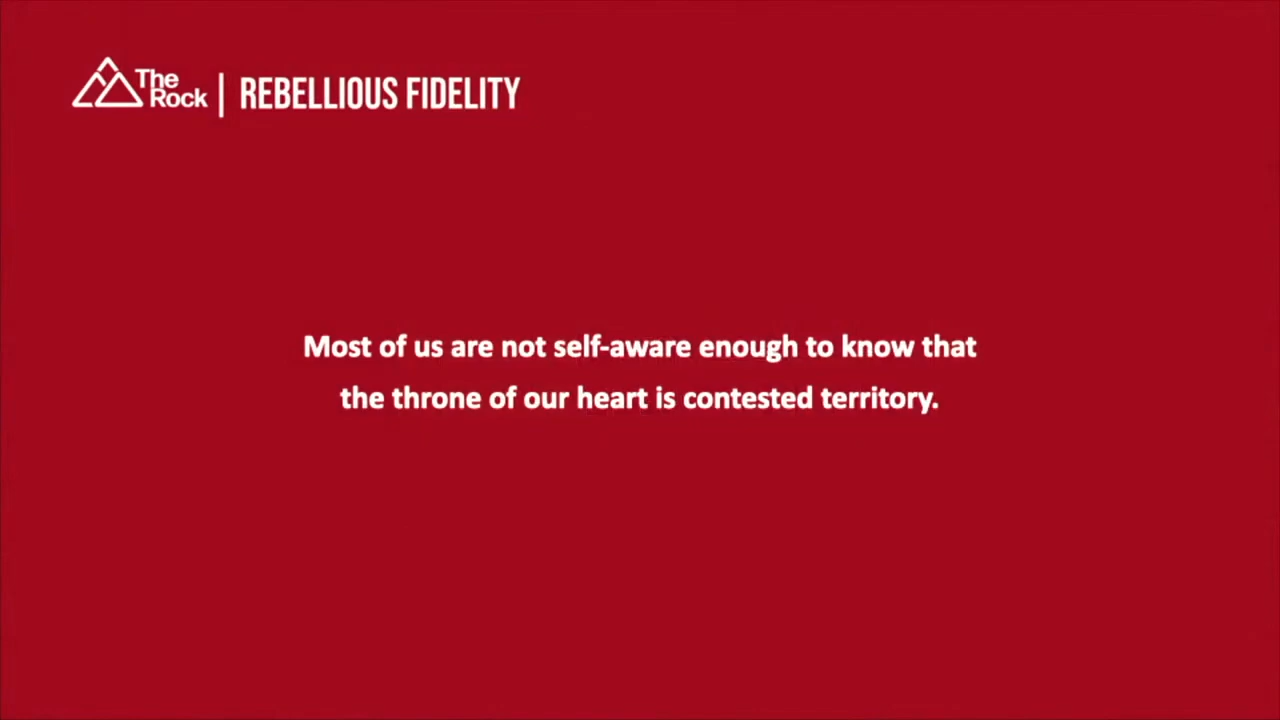 The
Rock | REBELLIOUS FIDELITY
Most of us are not self-aware enough to know that
the throne of our heart is contested territory.